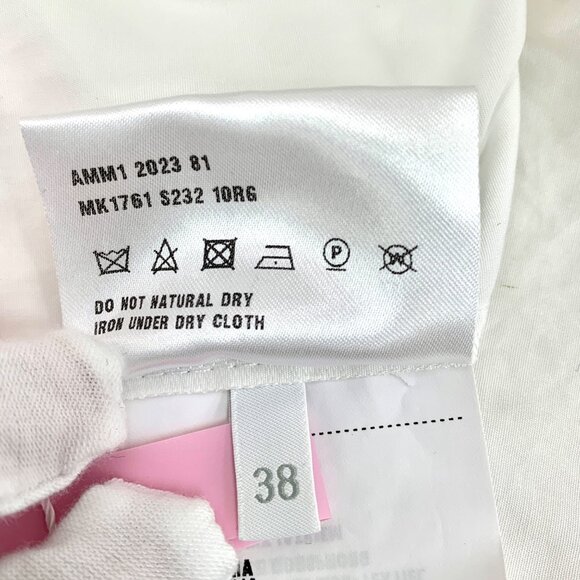 AMM1 2023 81
MK1761 S232 10RG
P
W
DO NOT NATURAL DRY
IRON UNDER DRY CLOTH
38